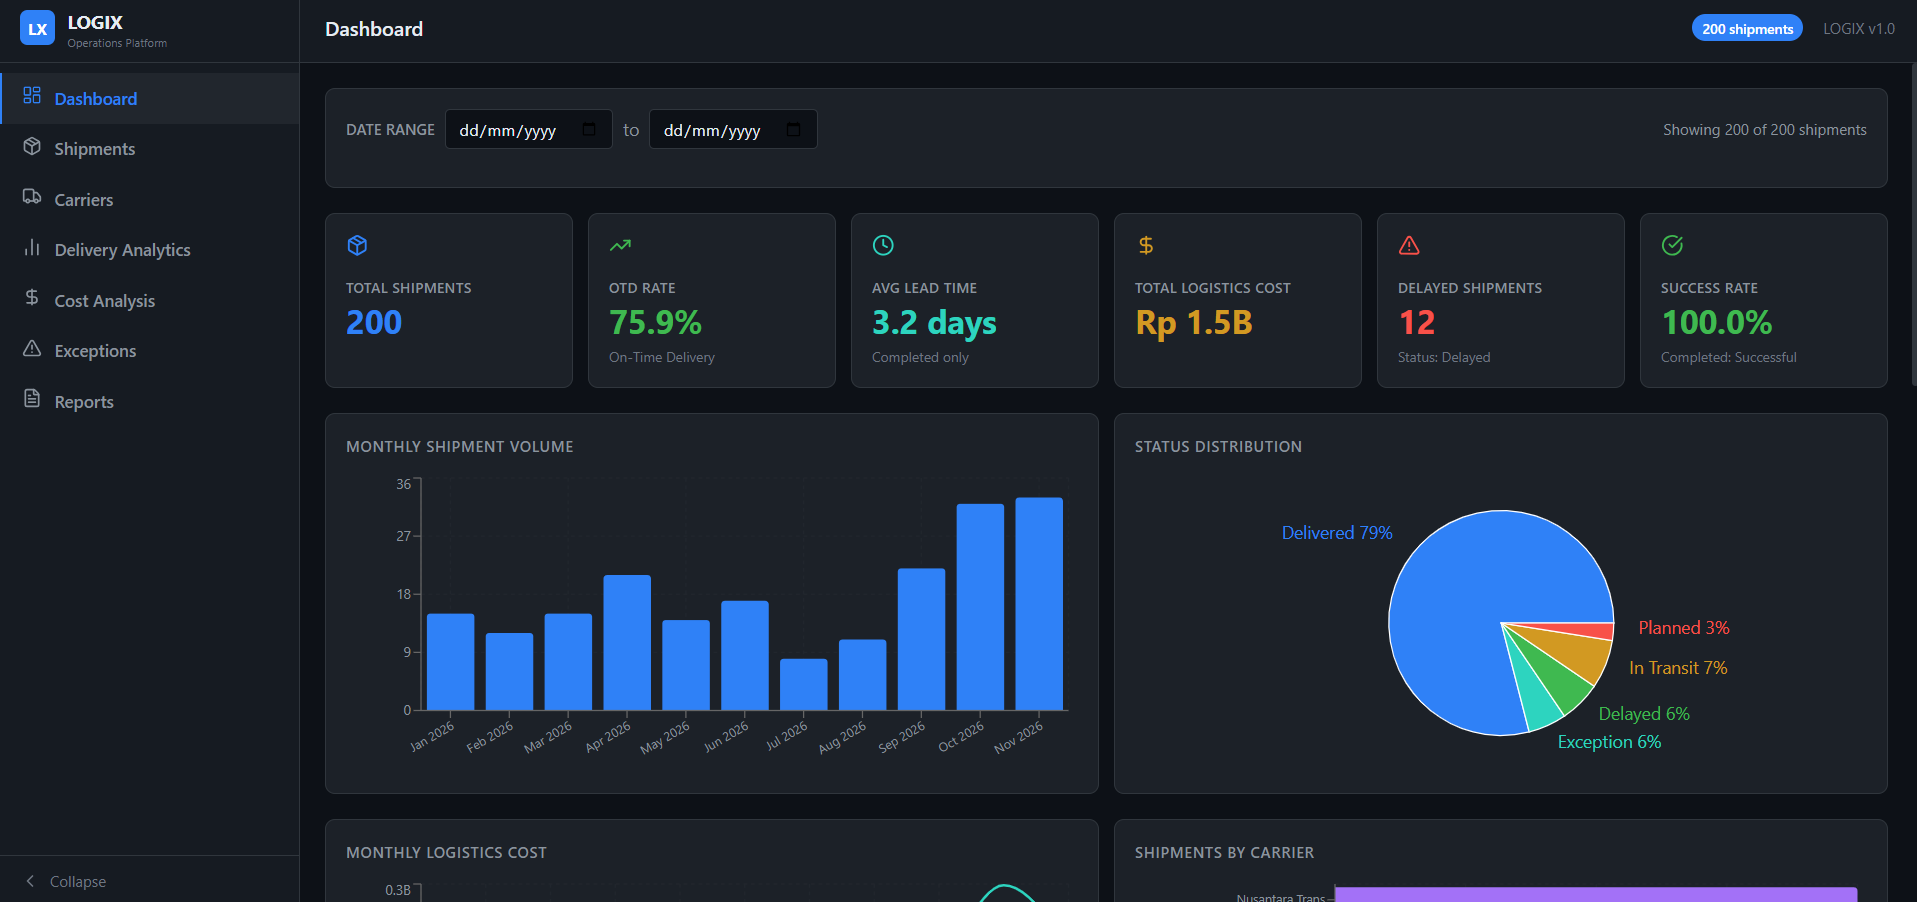 LX
LOGIX
Operations Platform
Dashboard
Shipments
Carriers
Delivery Analytics
Cost Analysis
Exceptions
Reports
Collapse
Dashboard
200 shipments
LOGIX v1.0
DATE RANGE
dd/mm/yyyy
to
dd/mm/yyyy
Showing 200 of 200 shipments
TOTAL SHIPMENTS
200
OTD RATE
75.9%
On-Time Delivery
AVG LEAD TIME
3.2 days
Completed only
TOTAL LOGISTICS COST
Rp 1.5B
DELAYED SHIPMENTS
12
Status: Delayed
SUCCESS RATE
100.0%
Completed: Successful
MONTHLY SHIPMENT VOLUME
36
27
18
9
0
Jan 2026
Feb 2026
Mar 2026
Apr 2026
May 2026
Jun 2026
Jul 2026
Aug 2026
Sep 2026
Oct 2026
Nov 2026
STATUS DISTRIBUTION
Delivered 79%
Planned 3%
In Transit 7%
Delayed 6%
Exception 6%
MONTHLY LOGISTICS COST
0.3B
SHIPMENTS BY CARRIER
Nusantara Trans